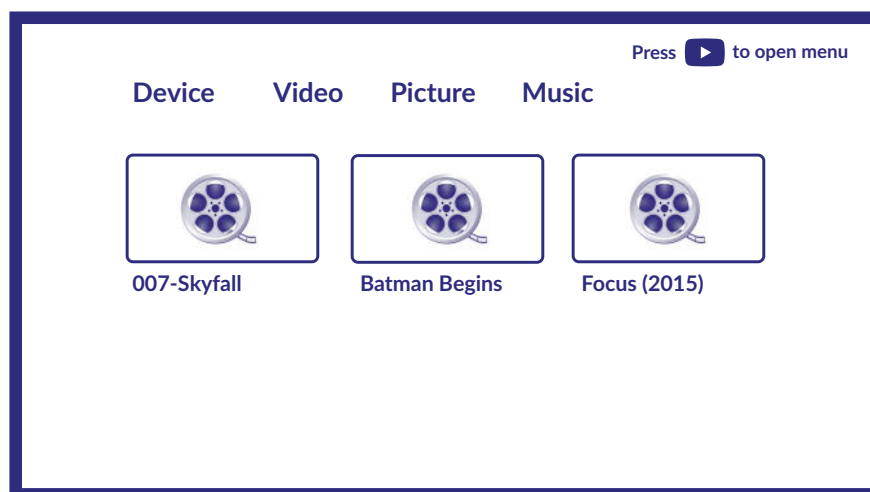 Press to open menu
Device Video Picture Music
007-Skyfall Batman Begins Focus (2015)